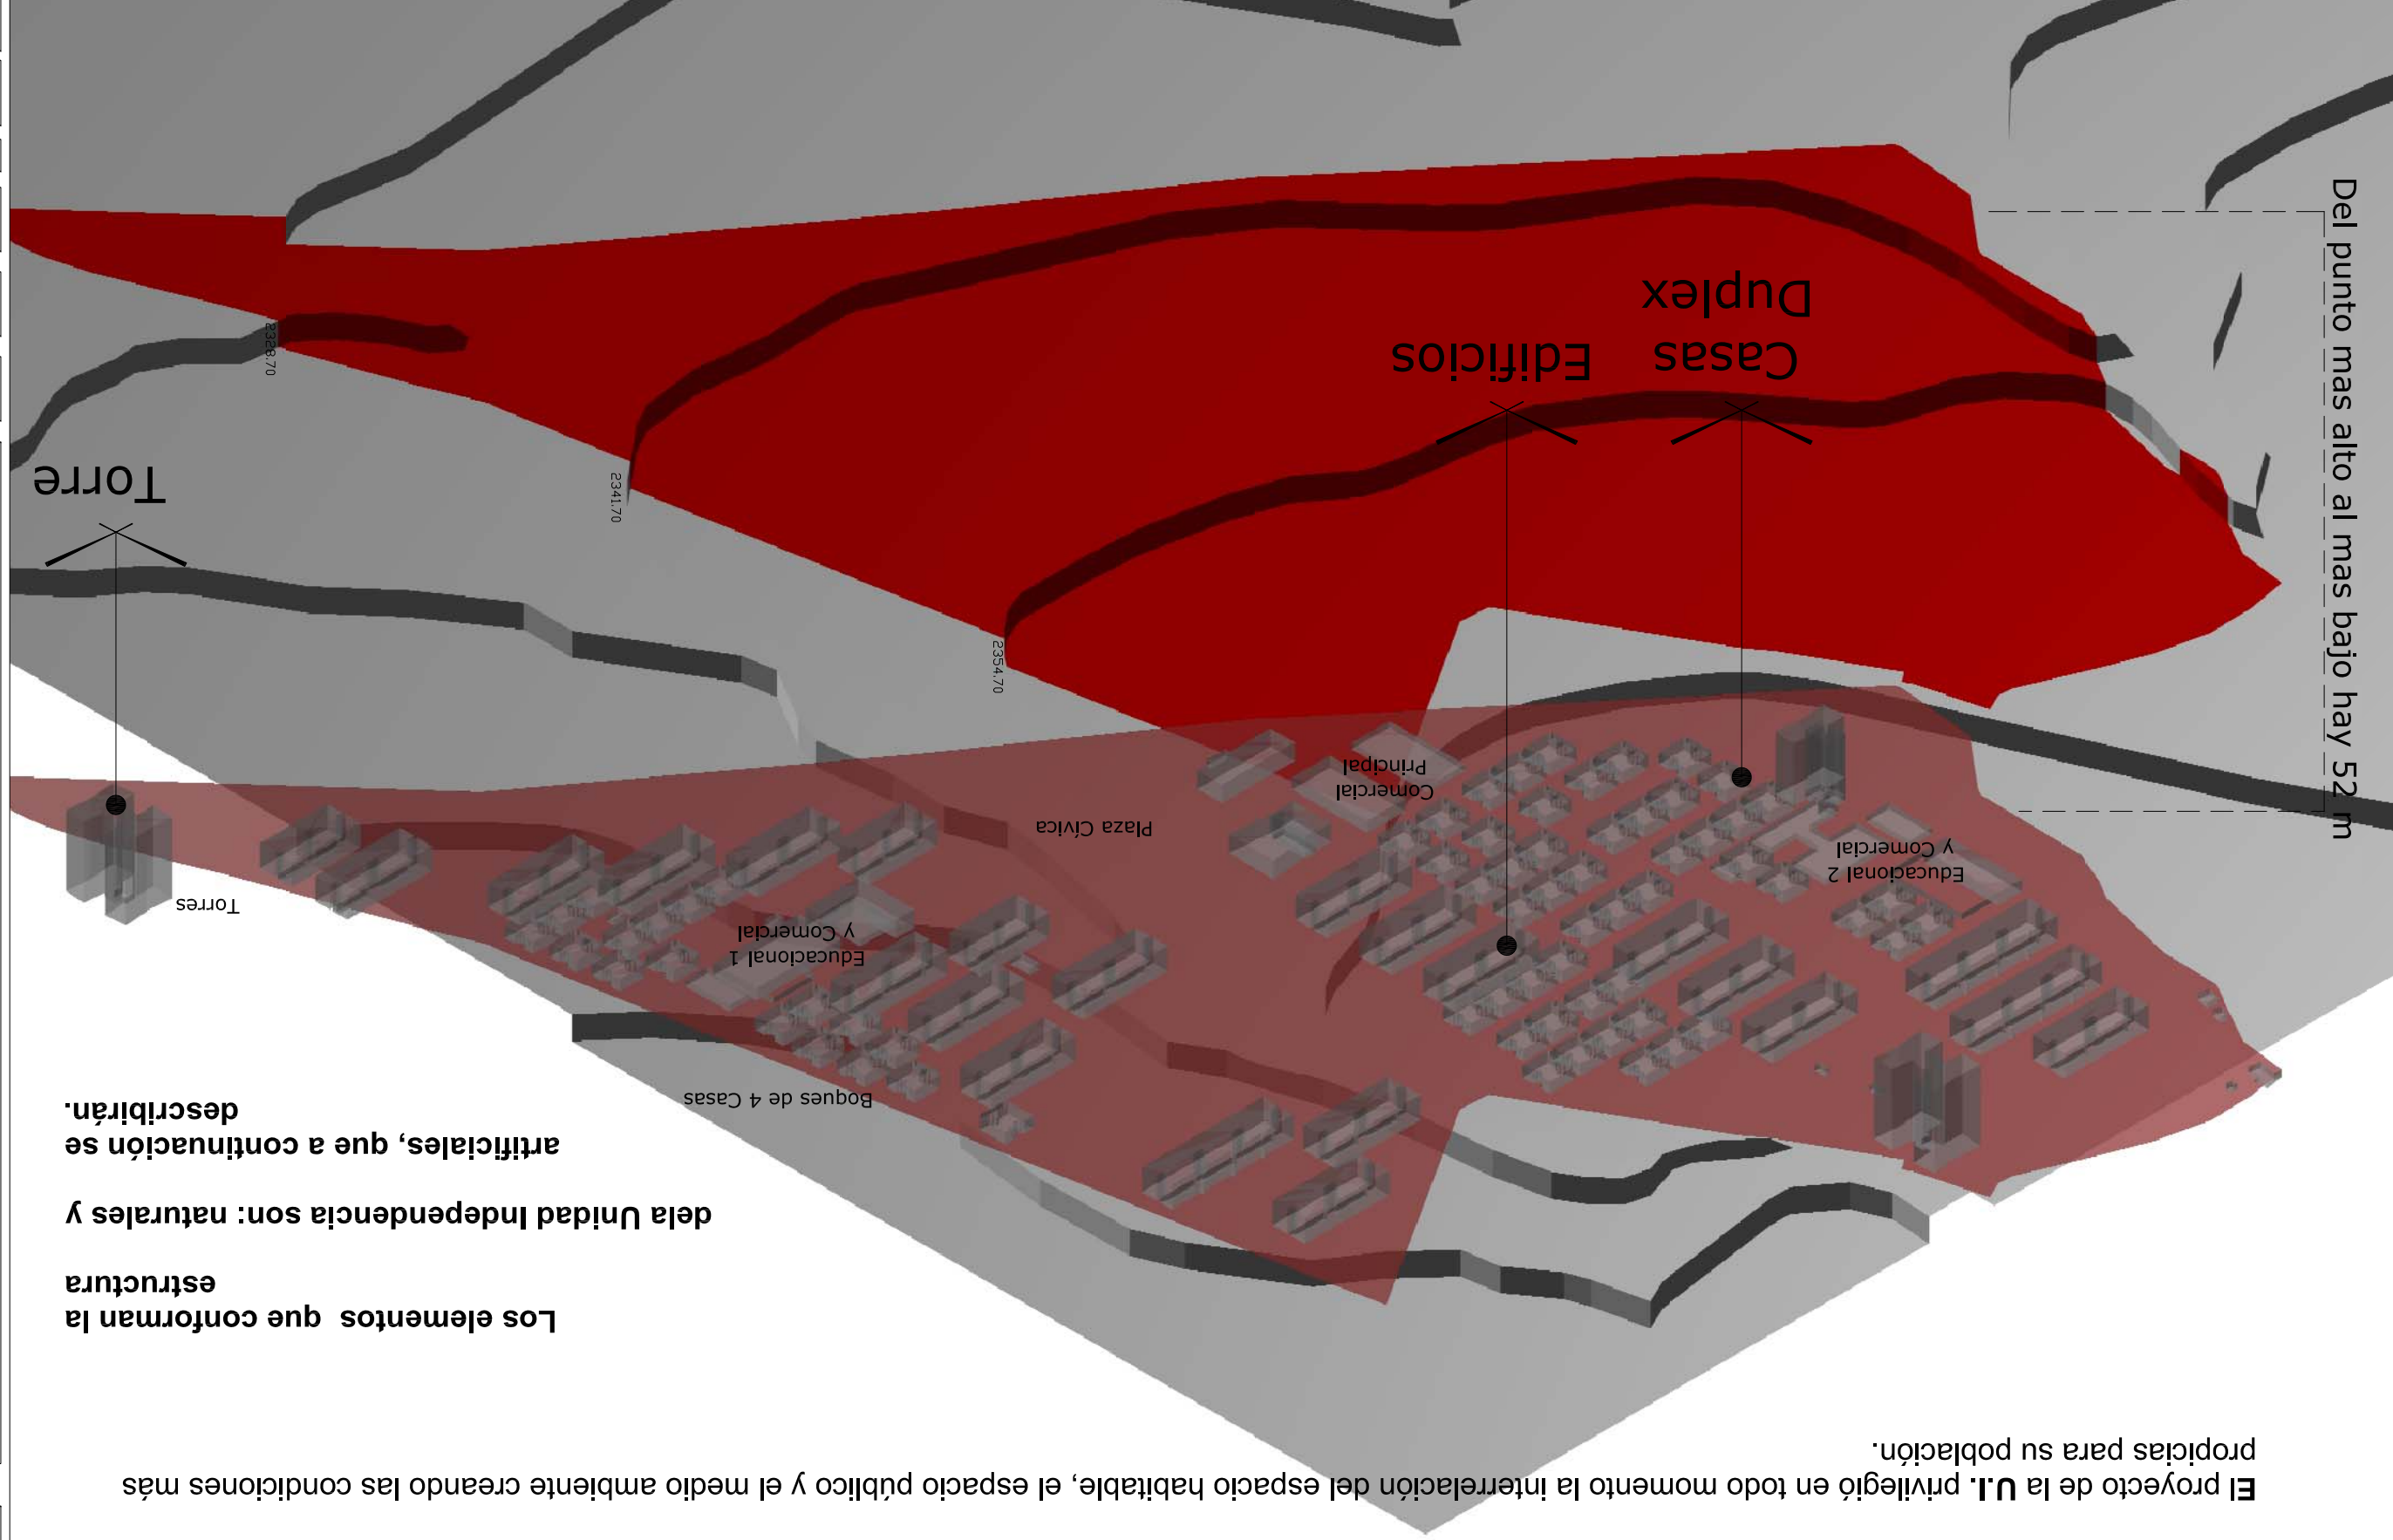 El proyecto de la U.I. privilegió en todo momento la interrelación del espacio habitable, el espacio público y el medio ambiente creando las condiciones más
propicias para su población.
Los elementos que conforman la
estructura
dela Unidad Independencia son: naturales y
artificiales, que a continuación se
describirán.
Boques de 4 Casas
Educacional 1
y Comercial
Torres
Educacional 2
y Comercial
Plaza Cívica
Comercial
Principal
Torre
Edificios
Casas
Duplex
2354.70
2341.70
2328.70
Del punto mas alto al mas bajo hay 52 m